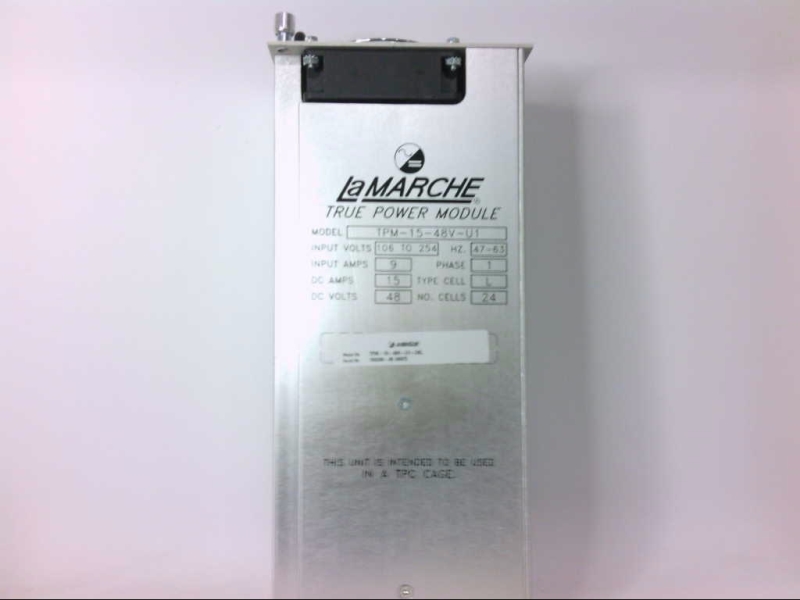 LaMARCHE®
TRUE POWER MODULE
MODEL TPM-15-48V-U1
INPUT VOLTS 106 TO 254 HZ. 47-63
INPUT AMPS 9 PHASE 1
DC AMPS 15 TYPE CELL L
DC VOLTS 48 NO. CELLS 24
LAMARCHE
THIS UNIT IS INTENDED TO BE USED
IN A TPC CAGE.